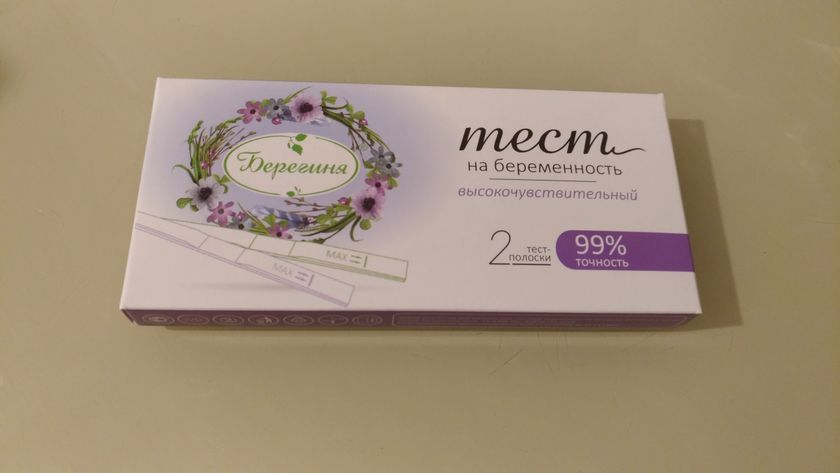 Берегиня
тест
на беременность
высокочувствительный
2 тест-
полоски
99%
точность
MAX
MAX